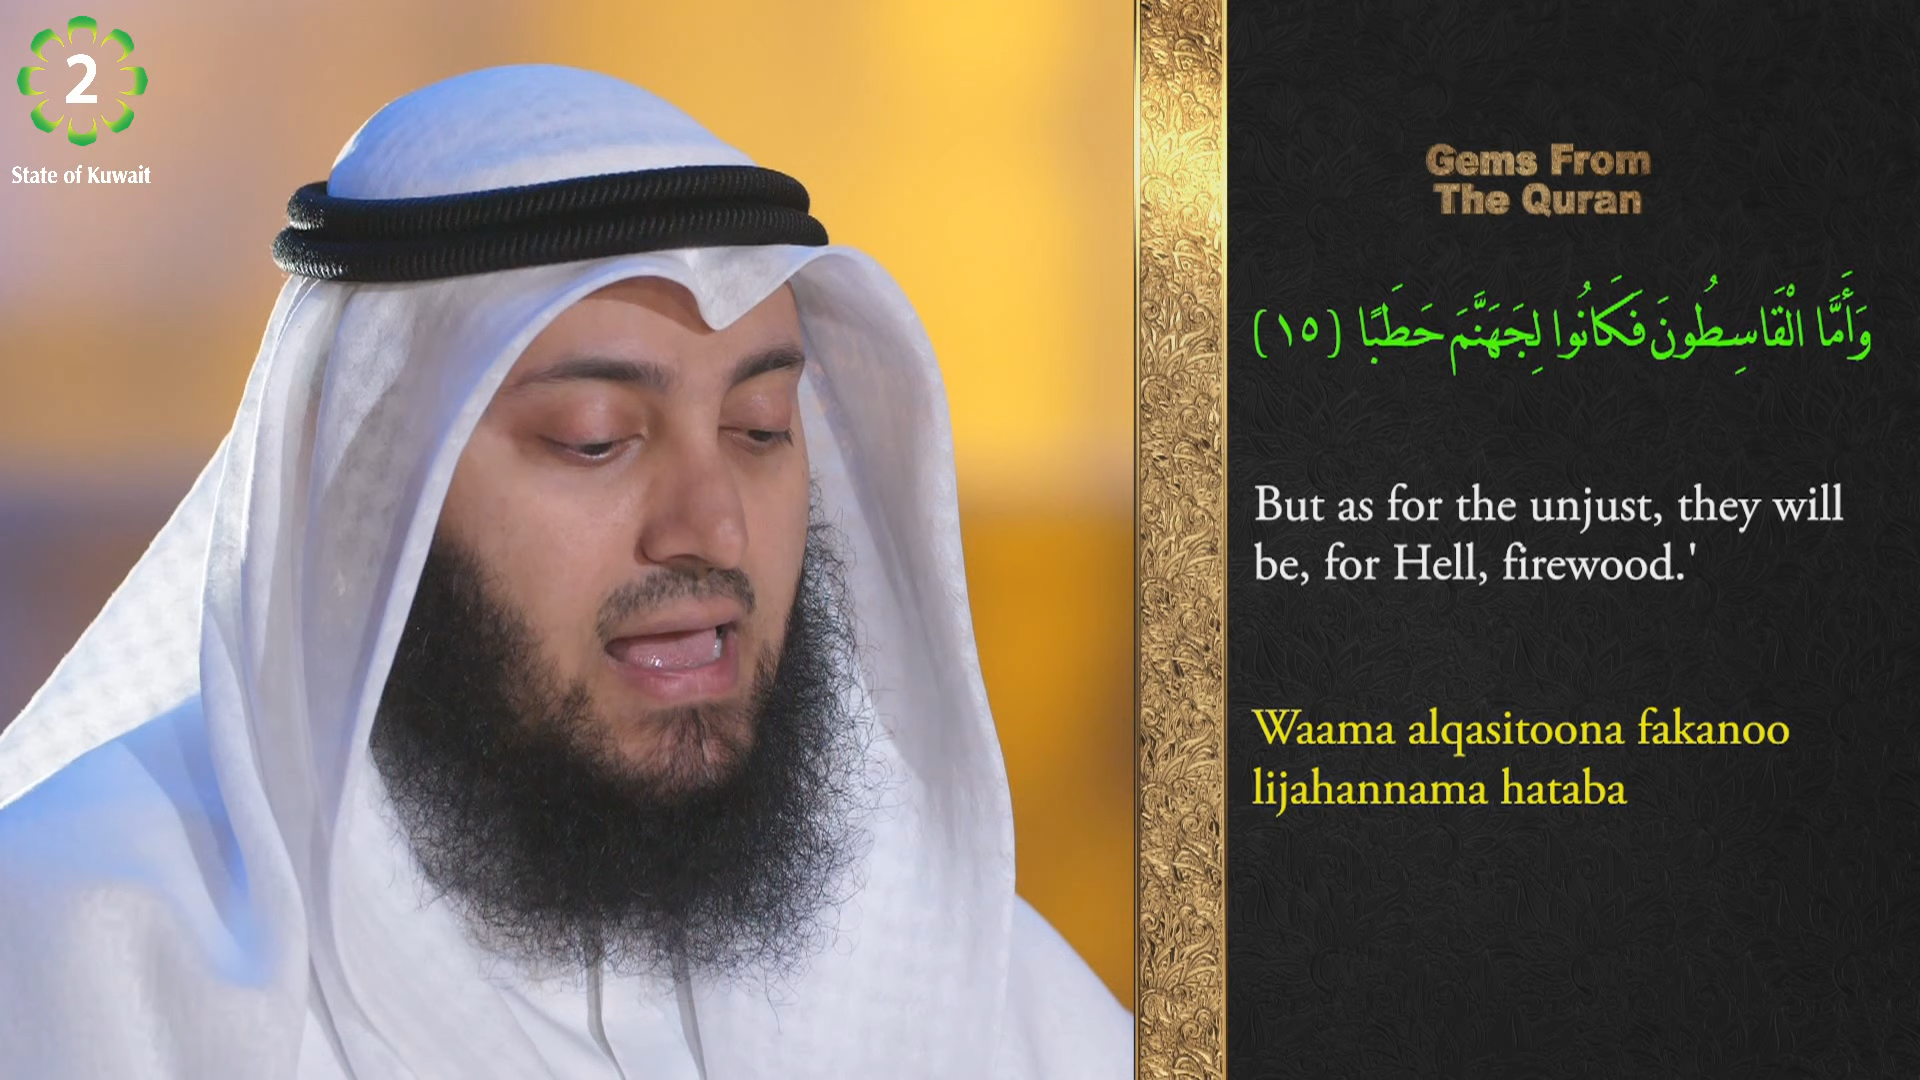 2
State of Kuwait
Gems From
The Quran
وَأَمَّا الْقَاسِطُونَ فَكَانُوا لِجَهَنَّمَ حَطَبًا (١٥)
But as for the unjust, they will
be, for Hell, firewood.'
Waama alqasitoona fakanoo
lijahannama hataba